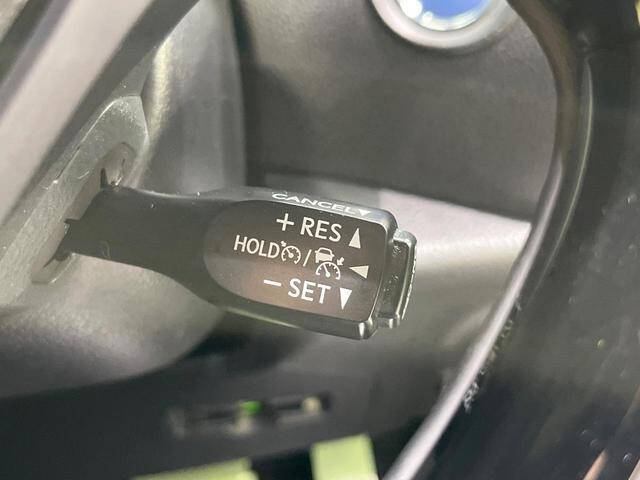 CANCEL▼
+ RES ▲
HOLD / ◀
− SET ▼